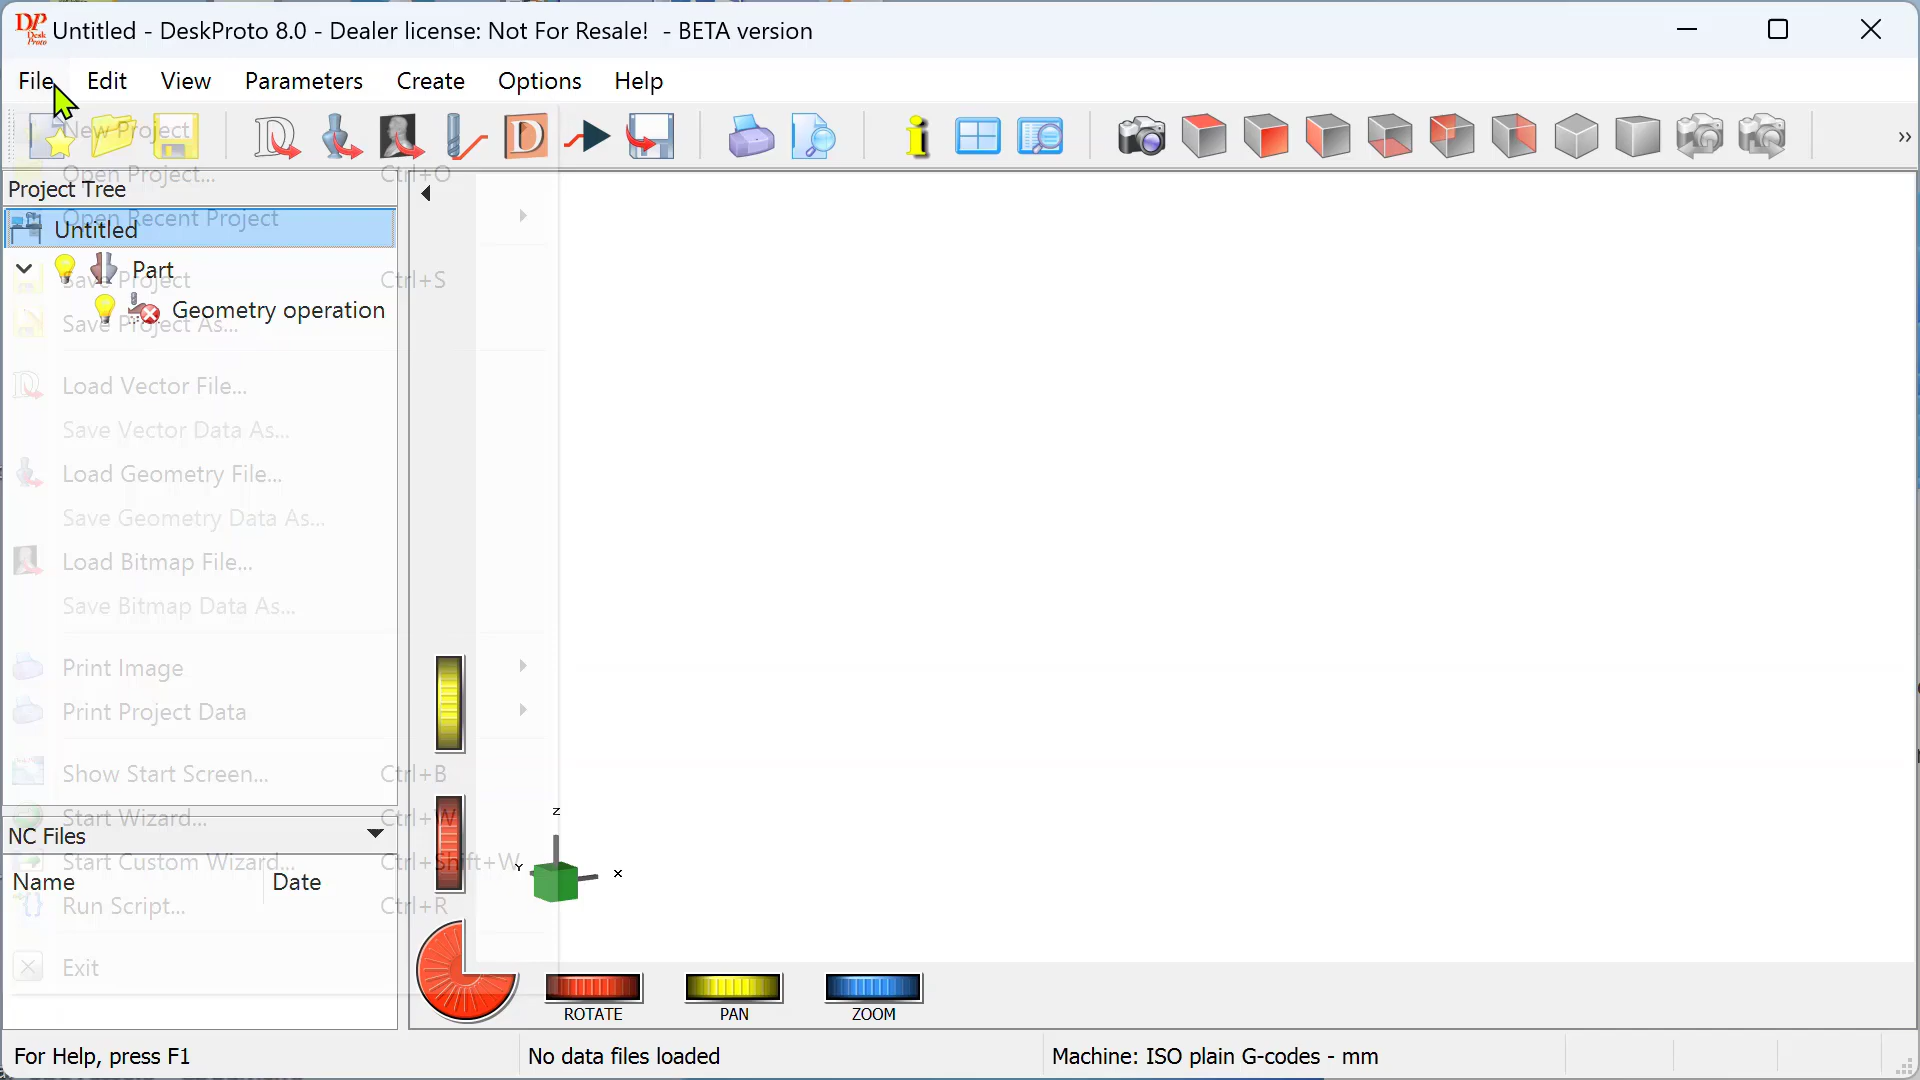 DP Desk Proto
Untitled - DeskProto 8.0 - Dealer license: Not For Resale! - BETA version
File Edit View Parameters Create Options Help
New Project
Open Project... Ctrl+O
Project Tree
Open Recent Project
Untitled
Part
Save Project Ctrl+S
Geometry operation
Save Project As...
Load Vector File...
Save Vector Data As...
Load Geometry File...
Save Geometry Data As...
Load Bitmap File...
Save Bitmap Data As...
Print Image
Print Project Data
Show Start Screen... Ctrl+B
Start Wizard... Ctrl+W
NC Files
Start Custom Wizard... Ctrl+Shift+W
Name Date
Run Script... Ctrl+R
Exit
Z
Y
X
ROTATE PAN ZOOM
For Help, press F1 No data files loaded Machine: ISO plain G-codes - mm